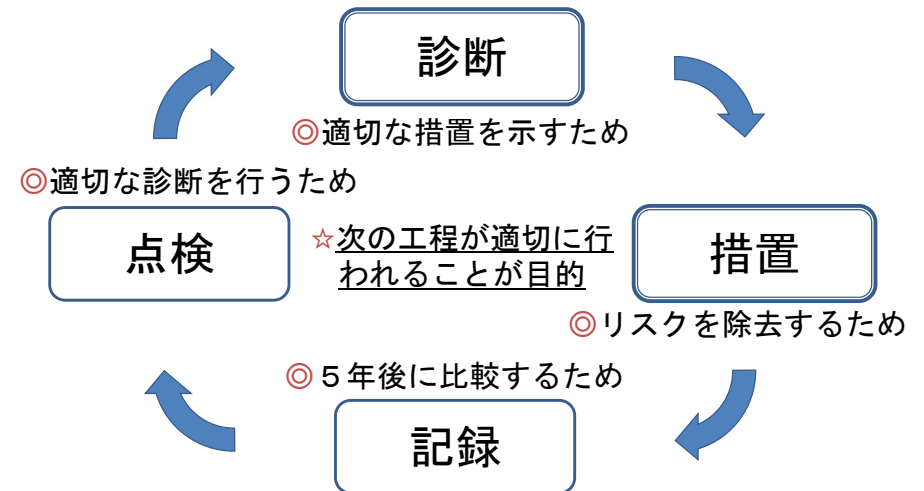 診断
◎適切な措置を示すため
◎適切な診断を行うため
点検
☆次の工程が適切に行
われることが目的
措置
◎リスクを除去するため
◎５年後に比較するため
記録